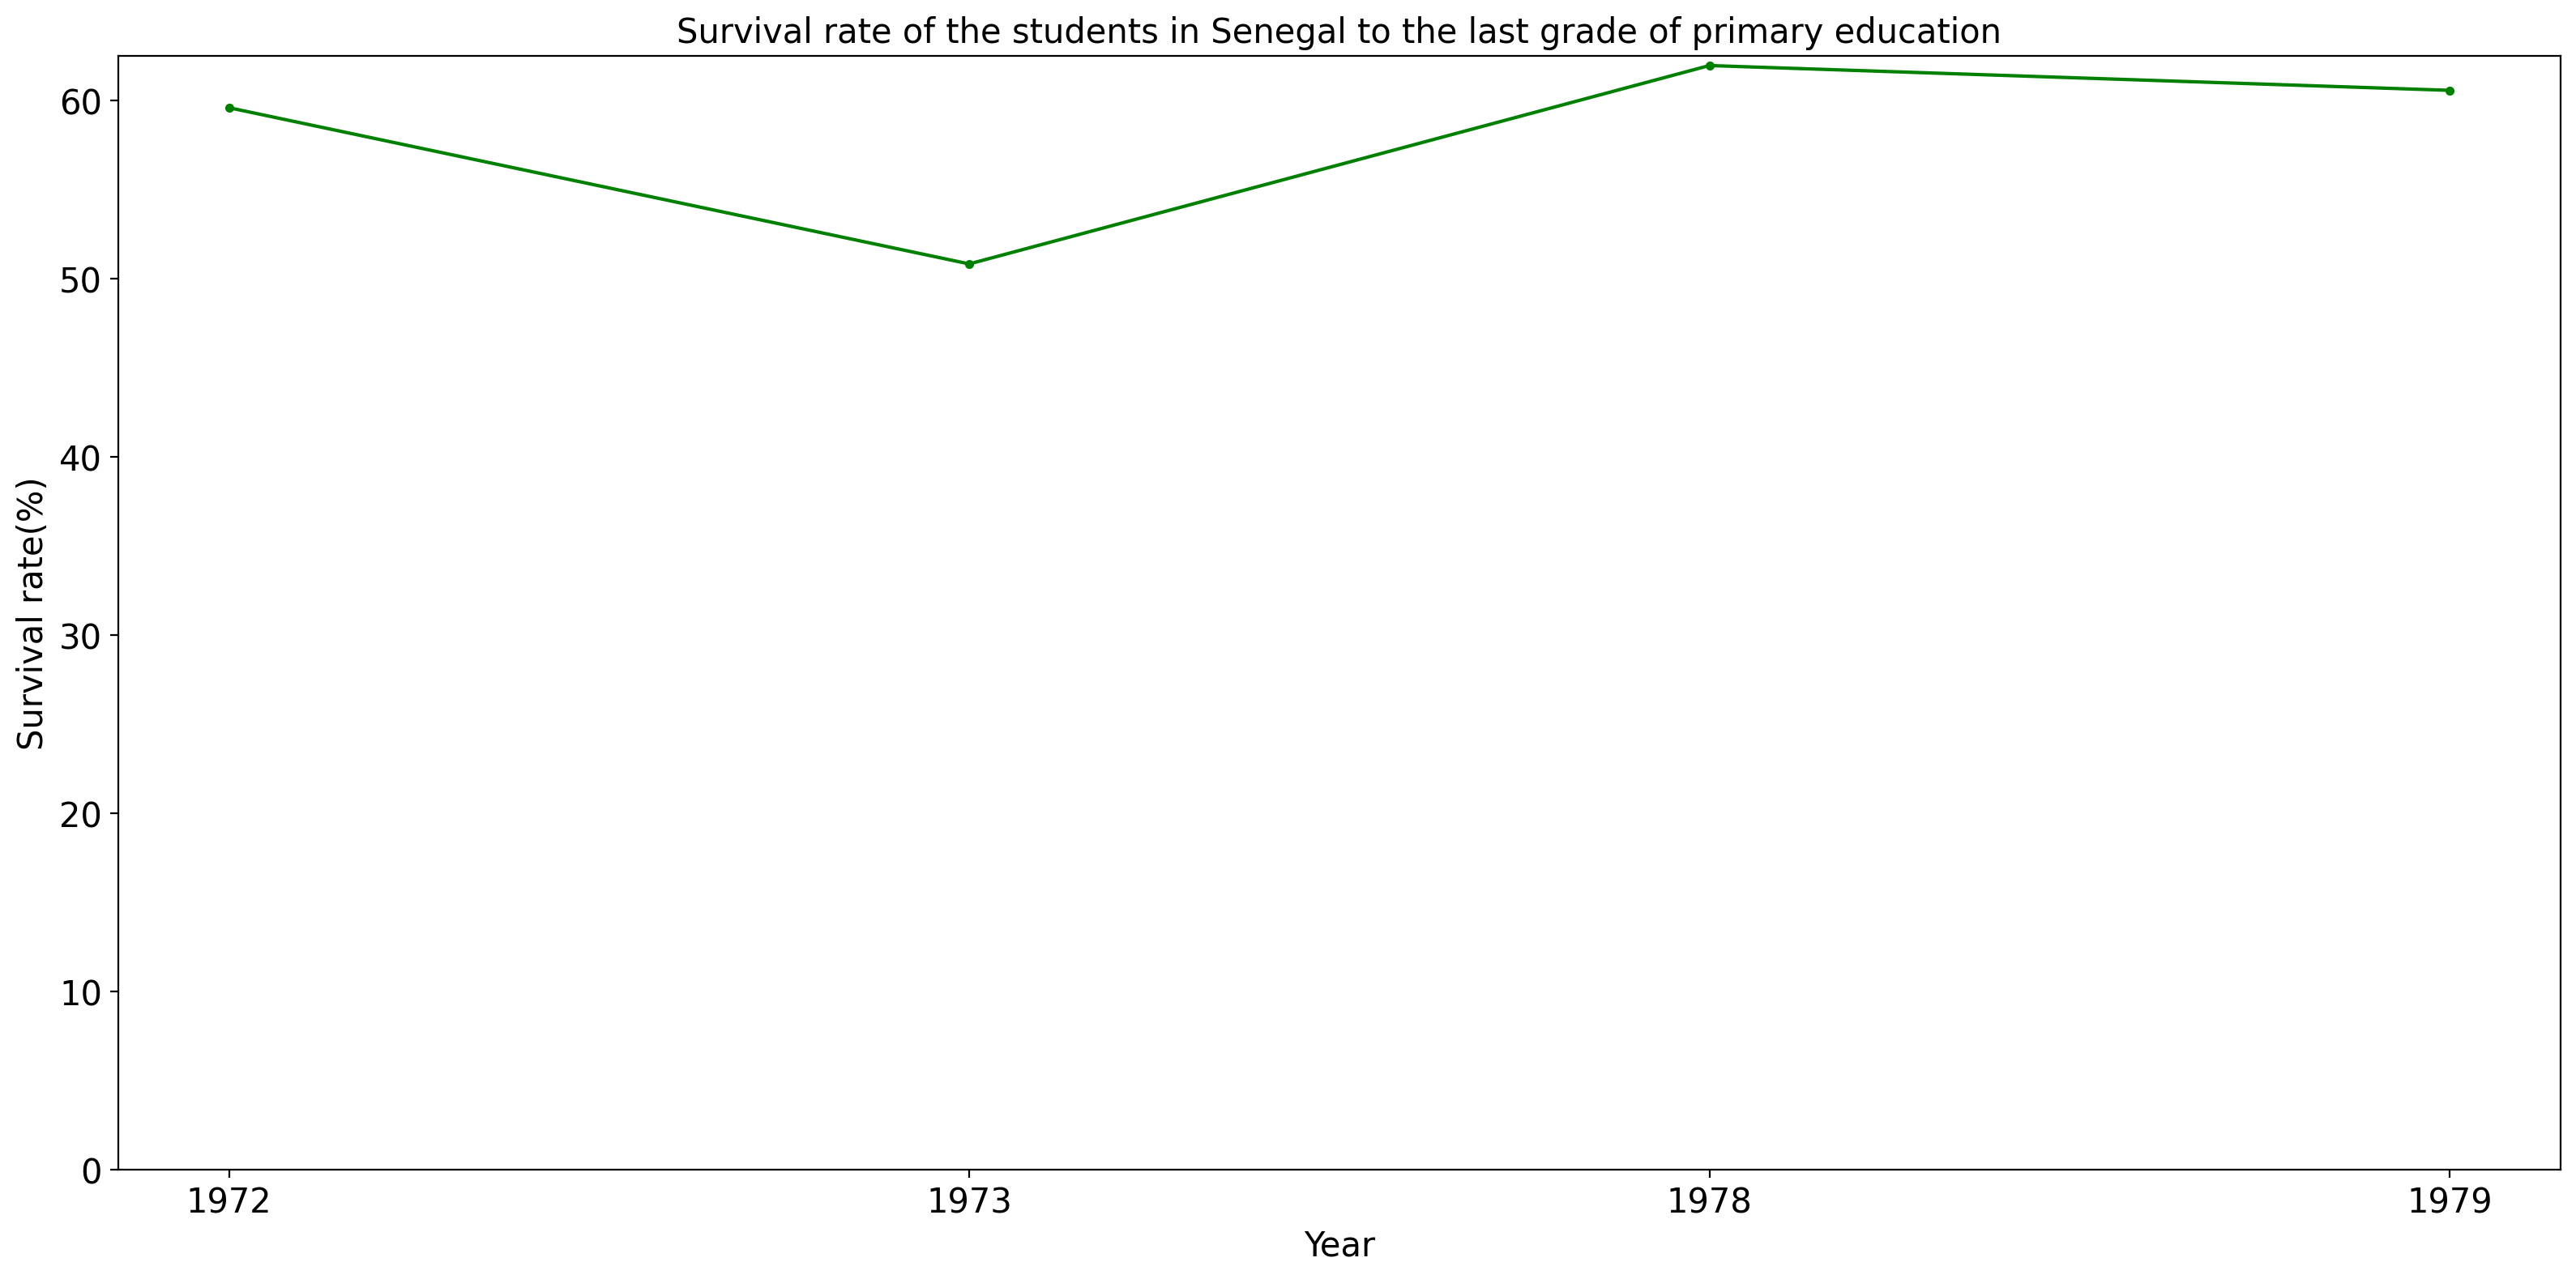 Survival rate of the students in Senegal to the last grade of primary education
60
50
40
30
20
10
0
Survival rate(%)
1972 1973 1978 1979
Year